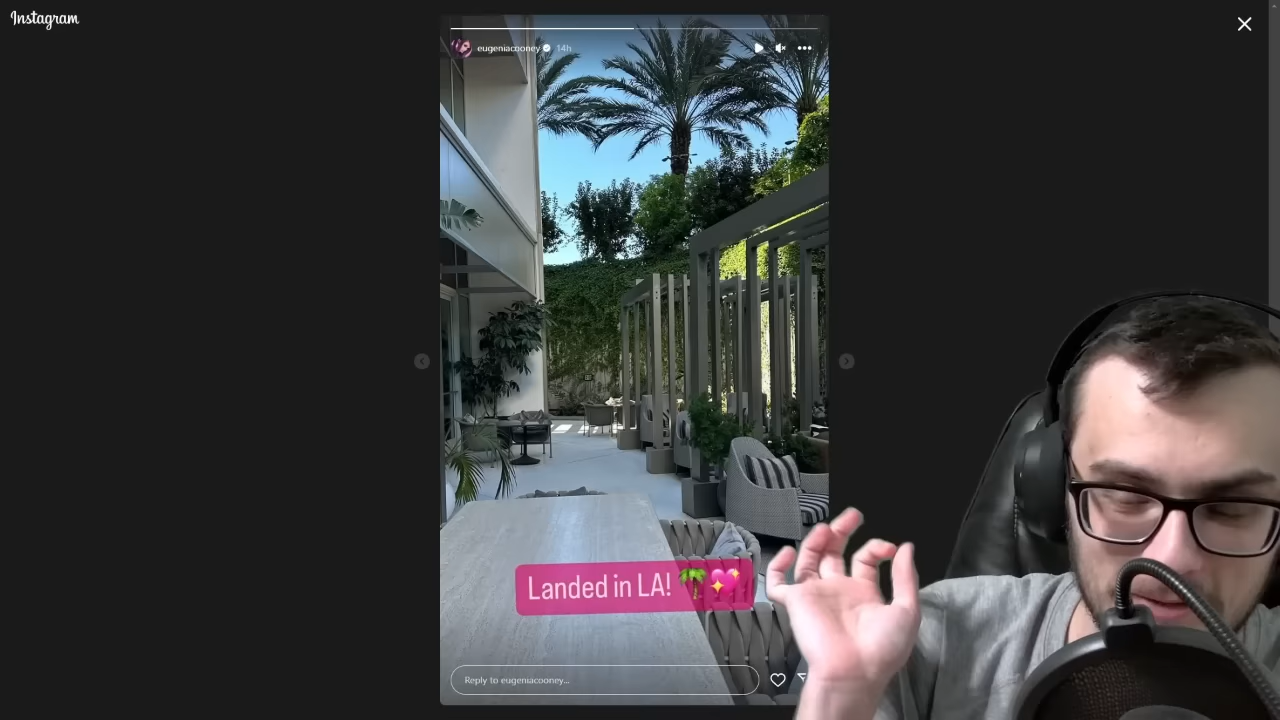 Instagram
eugeniacooney 14h
Landed in LA! 🌴💖
Reply to eugeniacooney...